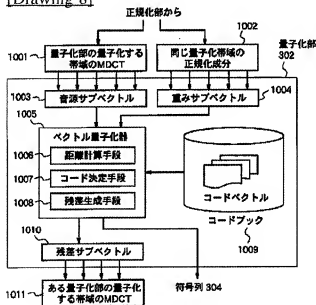 [Drawing 8]
正規化部から
1001
量子化部の量子化する
帯域のMDCT
同じ量子化帯域の
正規化成分
1002
量子化部
302
1003
音源サブベクトル
重みサブベクトル
1004
1005
ベクトル量子化器
1006
距離計算手段
1007
コード決定手段
1008
残差生成手段
コードベクトル
コードブック
1009
1010
残差サブベクトル
符号列 304
1011
ある量子化部の量子化
する帯域のMDCT